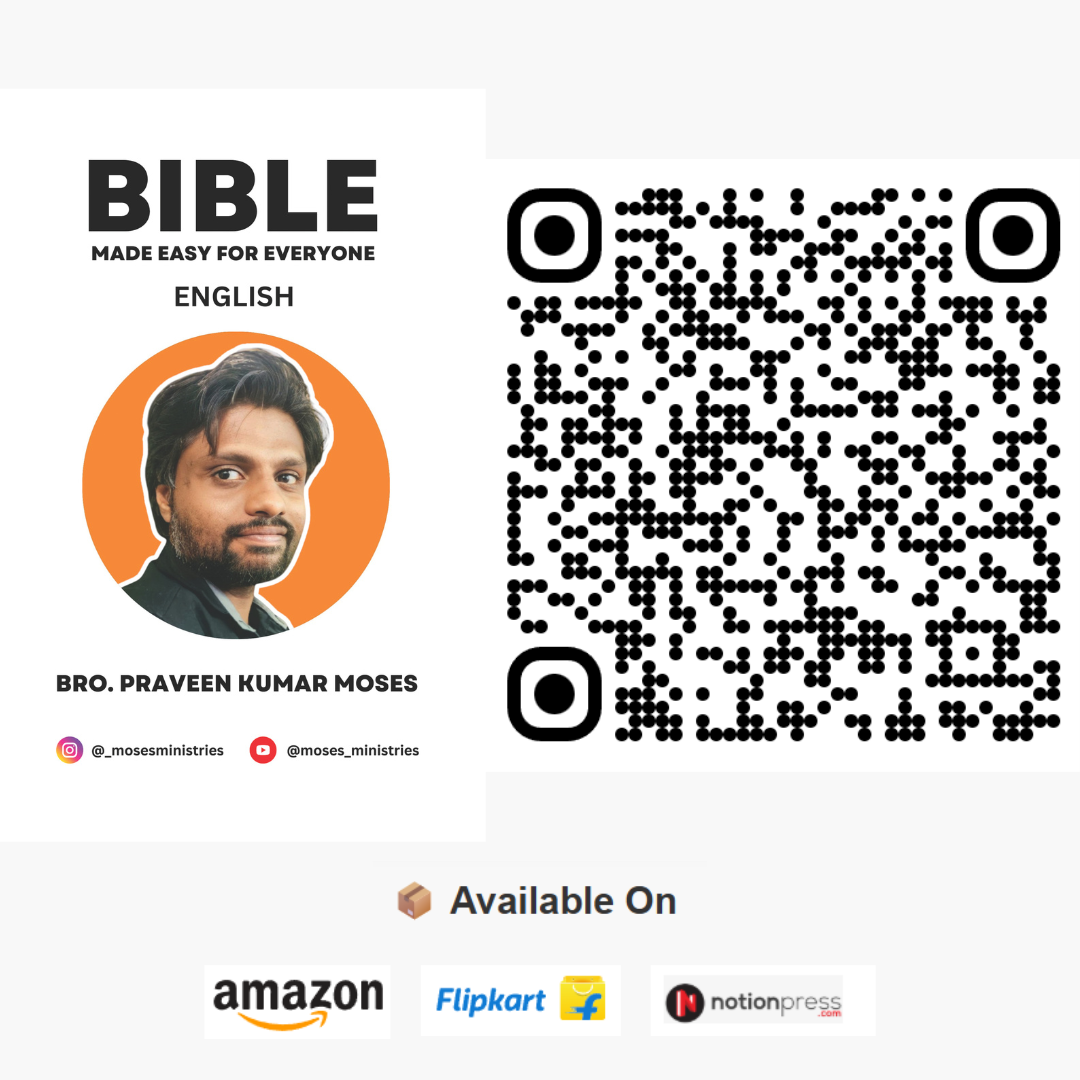 BIBLE
MADE EASY FOR EVERYONE
ENGLISH
BRO. PRAVEEN KUMAR MOSES
@_mosesministries @moses_ministries
Available On
amazon Flipkart notionpress
.com